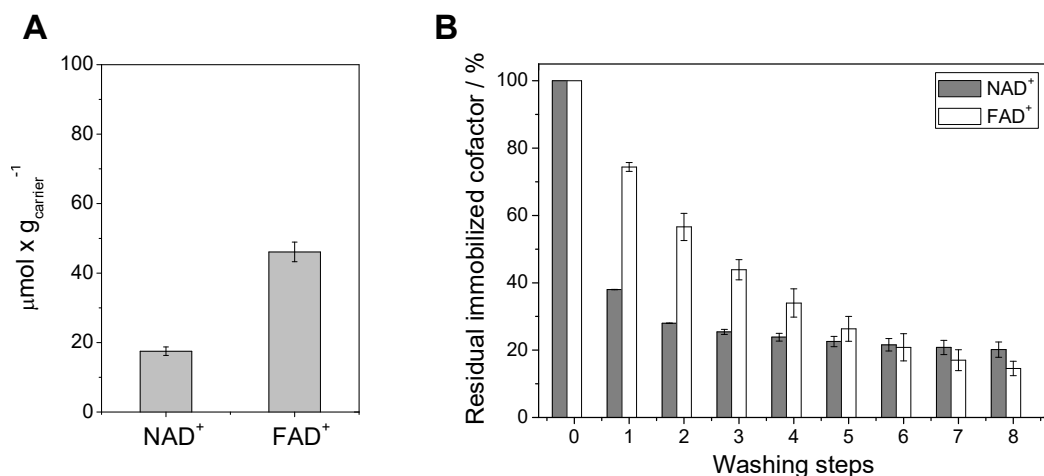 A
μmol x g_carrier^-1
100
80
60
40
20
0
NAD+
FAD+
B
Residual immobilized cofactor / %
100
80
60
40
20
0
NAD+
FAD+
0 1 2 3 4 5 6 7 8
Washing steps